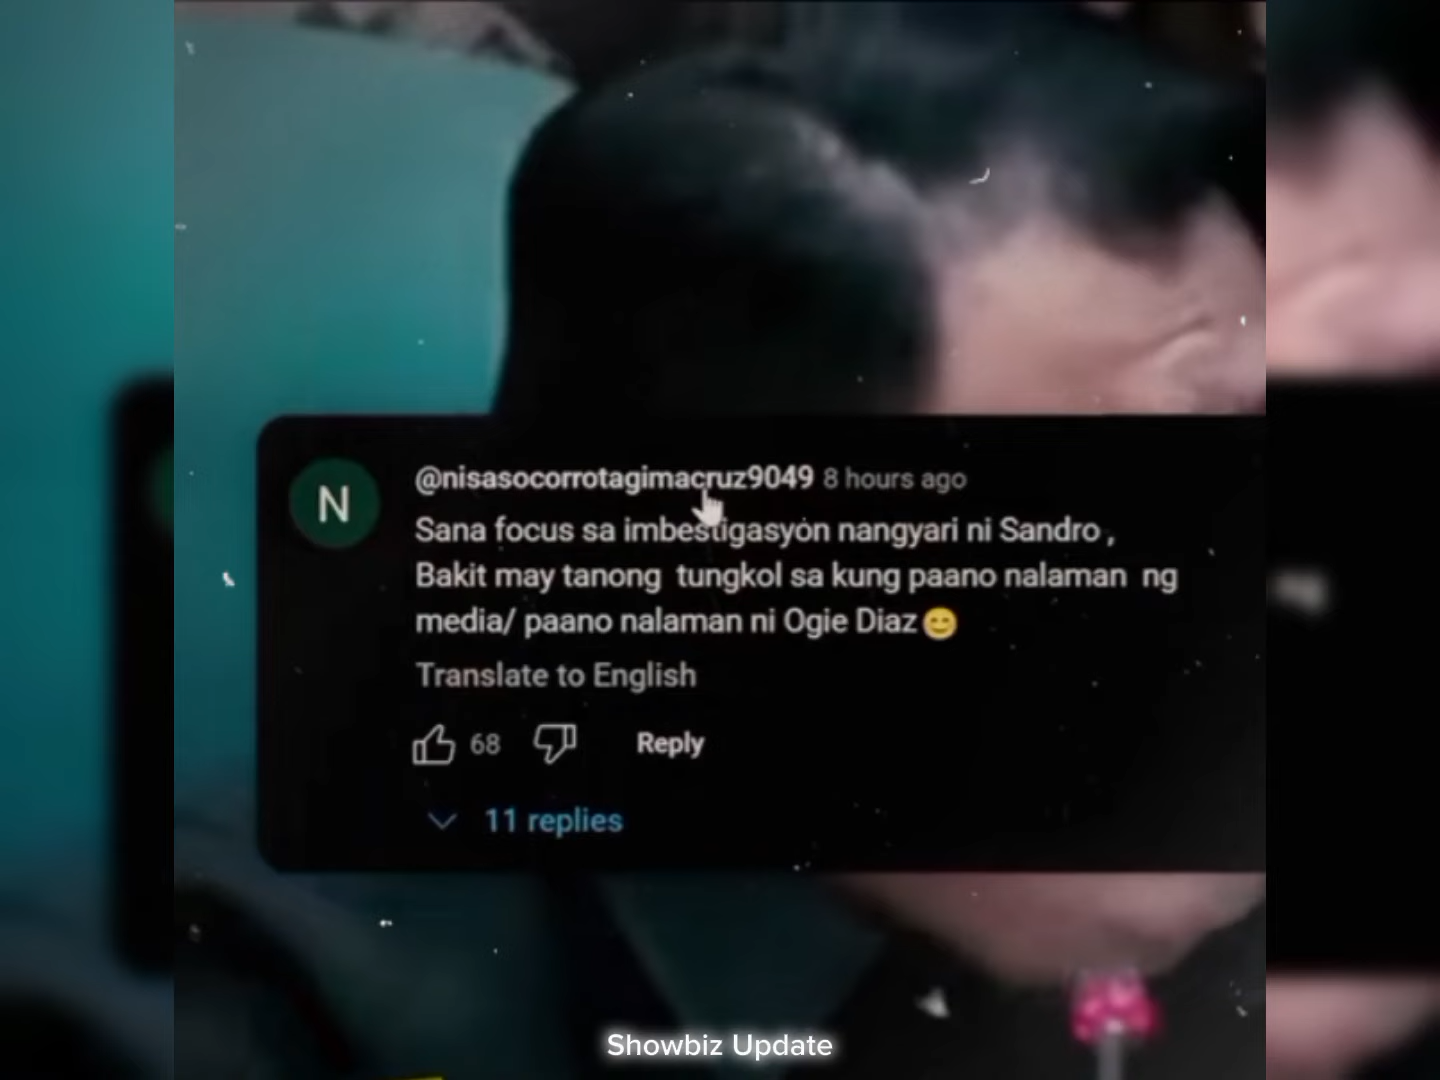 N
@nisasocorrotagimacruz9049 8 hours ago
Sana focus sa imbestigasyon nangyari ni Sandro ,
Bakit may tanong tungkol sa kung paano nalaman ng
media/ paano nalaman ni Ogie Diaz😊
Translate to English
68 Reply
11 replies
Showbiz Update